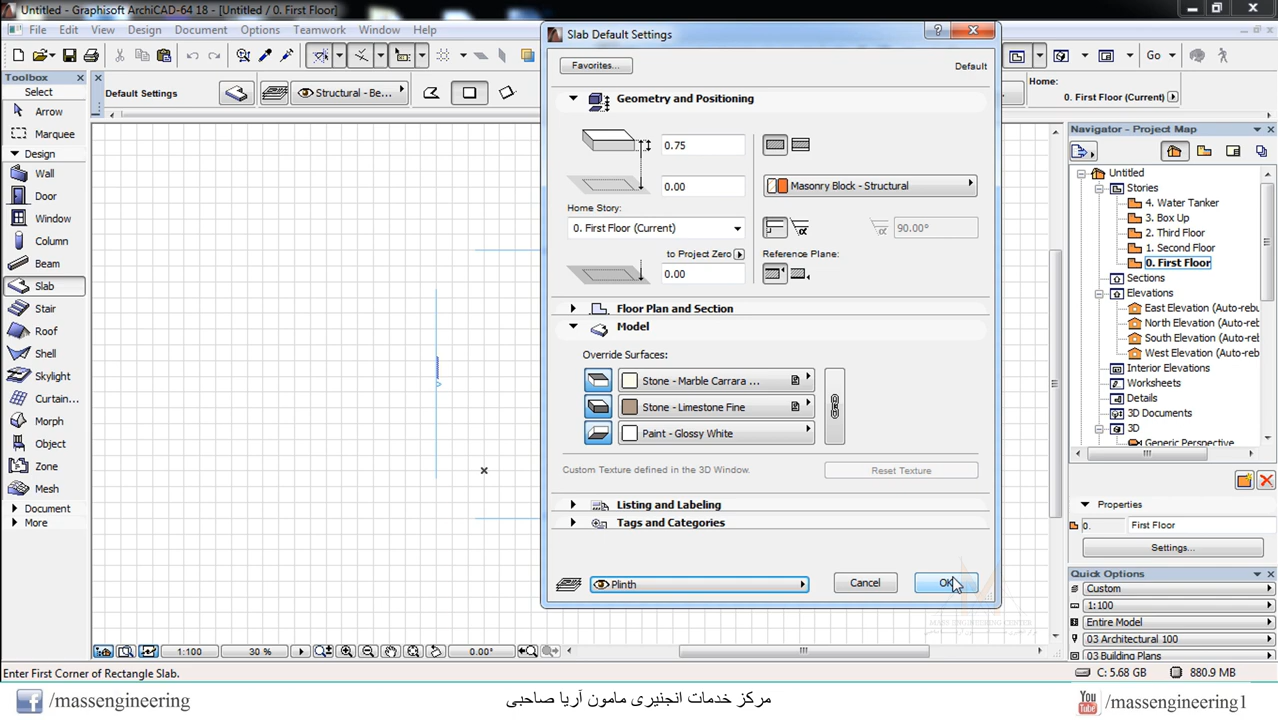 Untitled - Graphisoft ArchiCAD-64 18 - [Untitled / 0. First Floor]
File Edit View Design Document Options Teamwork Window Help
Go
Toolbox
Select
Arrow
Marquee
Design
Wall
Door
Window
Column
Beam
Slab
Stair
Roof
Shell
Skylight
Curtain...
Morph
Object
Zone
Mesh
Document
More
Default Settings
Structural - Be...
Home:
0. First Floor (Current)
Slab Default Settings
Favorites...
Default
Geometry and Positioning
0.75
0.00
Masonry Block - Structural
Home Story:
0. First Floor (Current)
90.00°
to Project Zero
Reference Plane:
0.00
Floor Plan and Section
Model
Override Surfaces:
Stone - Marble Carrara ...
Stone - Limestone Fine
Paint - Glossy White
Custom Texture defined in the 3D Window.
Reset Texture
Listing and Labeling
Tags and Categories
Plinth
Cancel
OK
MASS ENGINEERING CENTER
Navigator - Project Map
Untitled
Stories
4. Water Tanker
3. Box Up
2. Third Floor
1. Second Floor
0. First Floor
Sections
Elevations
East Elevation (Auto-rebu
North Elevation (Auto-reb
South Elevation (Auto-reb
West Elevation (Auto-reb
Interior Elevations
Worksheets
Details
3D Documents
3D
Generic Perspective
Properties
0. First Floor
Settings...
Quick Options
Custom
1:100
Entire Model
03 Architectural 100
03 Building Plans
1:100 30 % 0.00°
Enter First Corner of Rectangle Slab.
C: 5.68 GB 880.9 MB
/massengineering
مرکز خدمات انجنیری مامون آریا صاحبی
You Tube /massengineering1